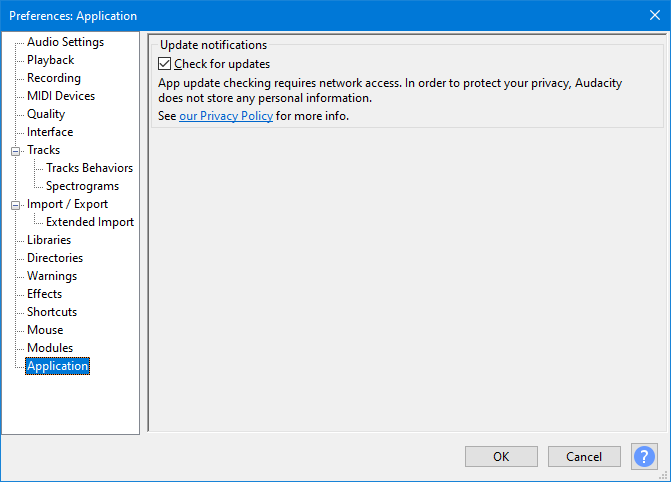 Preferences: Application
Audio Settings
Playback
Recording
MIDI Devices
Quality
Interface
Tracks
Tracks Behaviors
Spectrograms
Import / Export
Extended Import
Libraries
Directories
Warnings
Effects
Shortcuts
Mouse
Modules
Application
Update notifications
Check for updates
App update checking requires network access. In order to protect your privacy, Audacity
does not store any personal information.
See our Privacy Policy for more info.
OK
Cancel
?